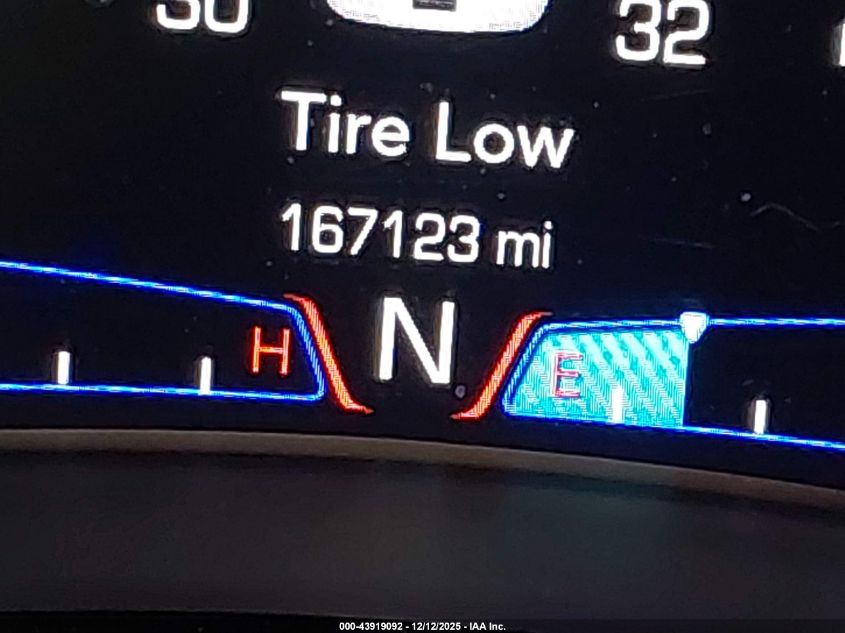 30 32
Tire Low
167123 mi
H N E
000-43919092 - 12/12/2025 - IAA Inc.